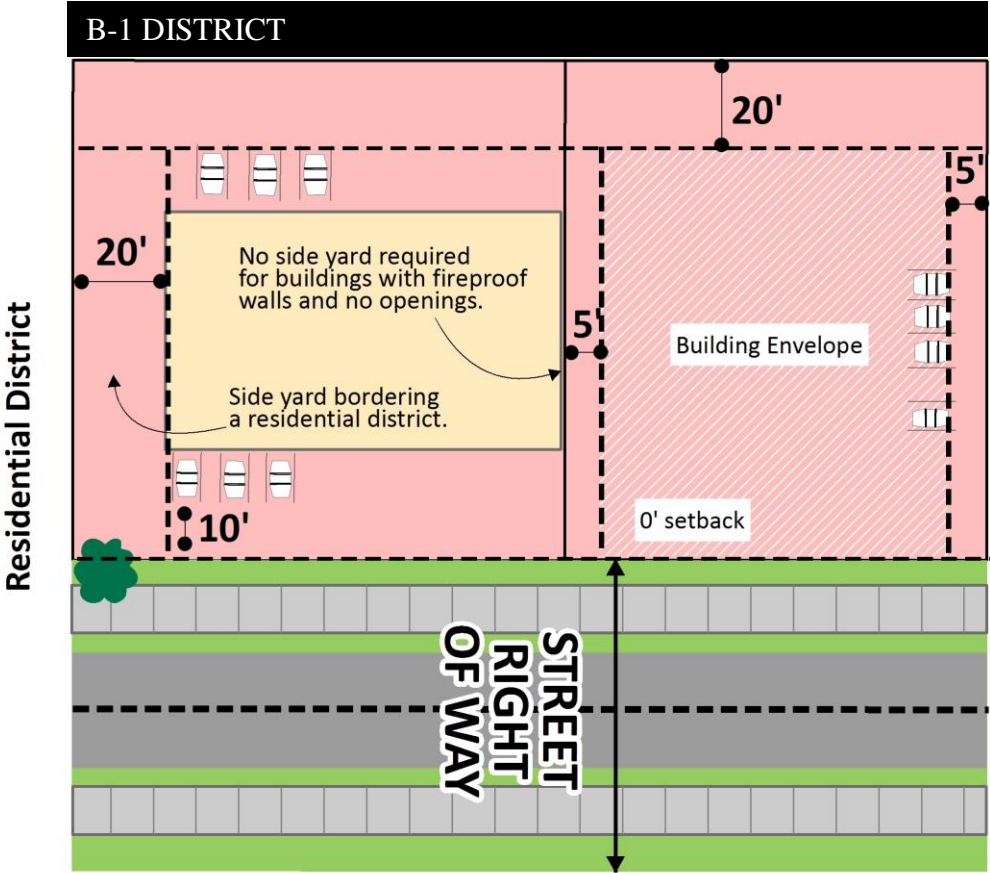 B-1 DISTRICT
20'
5'
20'
No side yard required
for buildings with fireproof
walls and no openings.
5'
Building Envelope
Side yard bordering
a residential district.
10'
0' setback
Residential District
STREET
RIGHT
OF WAY